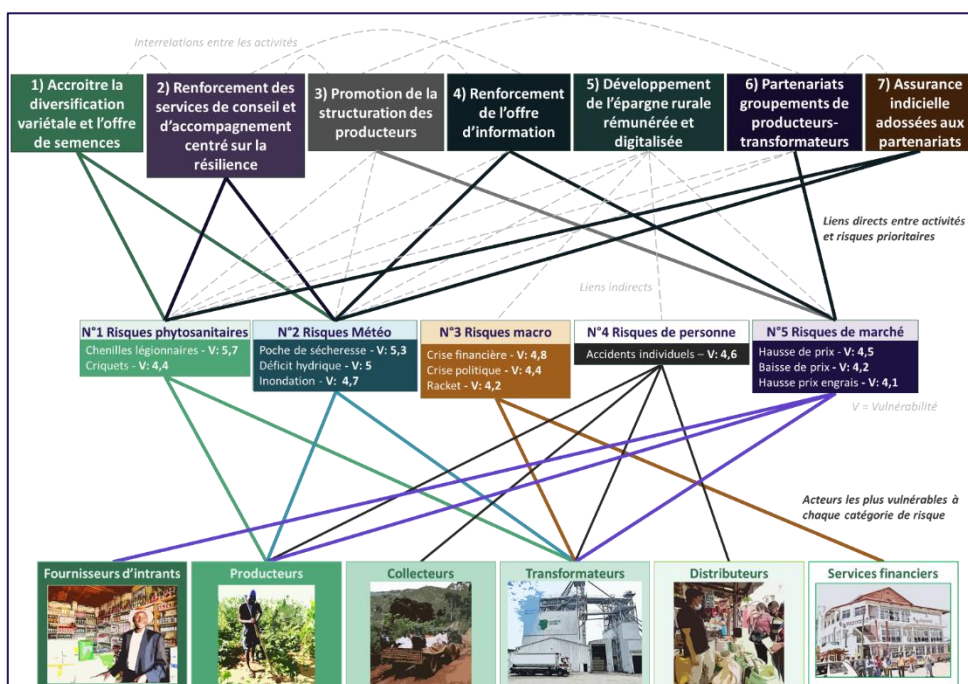 Interrelations entre les activités
1) Accroitre la
diversification
variétale et l'offre
de semences
2) Renforcement des
services de conseil et
d'accompagnement
centré sur la
résilience
3) Promotion de la
structuration des
producteurs
4) Renforcement de
l'offre
d'information
5) Développement
de l'épargne rurale
rémunérée et
digitalisée
6) Partenariats
groupements de
producteurs-
transformateurs
7) Assurance
indicielle
adossées aux
partenariats
Liens directs entre activités
et risques prioritaires
Liens indirects
N°1 Risques phytosanitaires
Chenilles légionnaires - V: 5,7
Criquets - V: 4,4
N°2 Risques Météo
Poche de sécheresse - V: 5,3
Déficit hydrique - V: 5
Inondation - V: 4,7
N°3 Risques macro
Crise financière - V: 4,8
Crise politique - V: 4,4
Racket - V: 4,2
N°4 Risques de personne
Accidents individuels – V: 4,6
N°5 Risques de marché
Hausse de prix - V: 4,5
Baisse de prix - V: 4,2
Hausse prix engrais - V: 4,1
V = Vulnérabilité
Acteurs les plus vulnérables à
chaque catégorie de risque
Fournisseurs d'intrants
Producteurs
Collecteurs
Transformateurs
Distributeurs
Services financiers